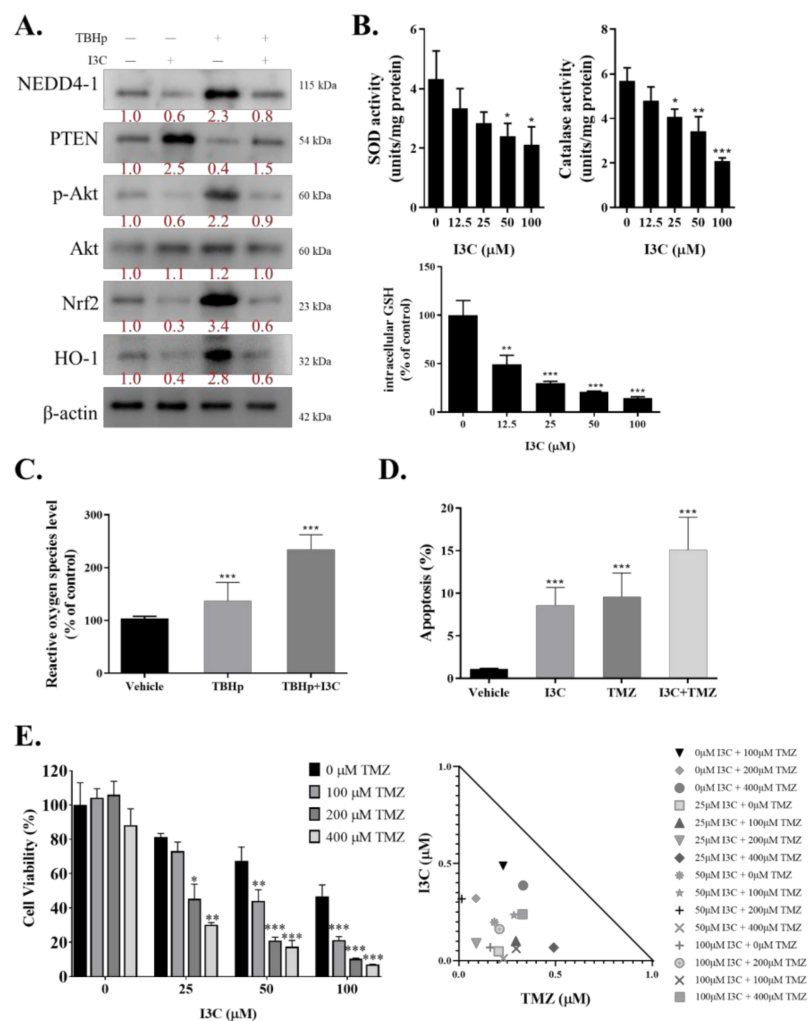 A.
TBHp — — + +
I3C — + — +
NEDD4-1 115 kDa
1.0 0.6 2.3 0.8
PTEN 54 kDa
1.0 2.5 0.4 1.5
p-Akt 60 kDa
1.0 0.6 2.2 0.9
Akt 60 kDa
1.0 1.1 1.2 1.0
Nrf2 23 kDa
1.0 0.3 3.4 0.6
HO-1 32 kDa
1.0 0.4 2.8 0.6
β-actin 42 kDa
B.
SOD activity
(units/mg protein)
6
4
2
0
* *
0 12.5 25 50 100
I3C (μM)
Catalase activity
(units/mg protein)
8
6
4
2
0
* ** ***
0 12.5 25 50 100
I3C (μM)
intracellular GSH
(% of control)
150
100
50
0
** *** *** ***
0 12.5 25 50 100
I3C (μM)
C.
Reactive oxygen species level
(% of control)
300
200
100
0
*** ***
Vehicle TBHp TBHp+I3C
D.
Apoptosis (%)
20
15
10
5
0
*** *** ***
Vehicle I3C TMZ I3C+TMZ
E.
Cell Viability (%)
120
100
80
60
40
20
0
* ** ** *** *** *** *** ***
0 25 50 100
I3C (μM)
0 μM TMZ
100 μM TMZ
200 μM TMZ
400 μM TMZ
I3C (μM)
1.0
0.5
0.0
0.0 0.5 1.0
TMZ (μM)
0μM I3C + 100μM TMZ
0μM I3C + 200μM TMZ
0μM I3C + 400μM TMZ
25μM I3C + 0μM TMZ
25μM I3C + 100μM TMZ
25μM I3C + 200μM TMZ
25μM I3C + 400μM TMZ
50μM I3C + 0μM TMZ
50μM I3C + 100μM TMZ
50μM I3C + 200μM TMZ
50μM I3C + 400μM TMZ
100μM I3C + 0μM TMZ
100μM I3C + 200μM TMZ
100μM I3C + 100μM TMZ
100μM I3C + 400μM TMZ